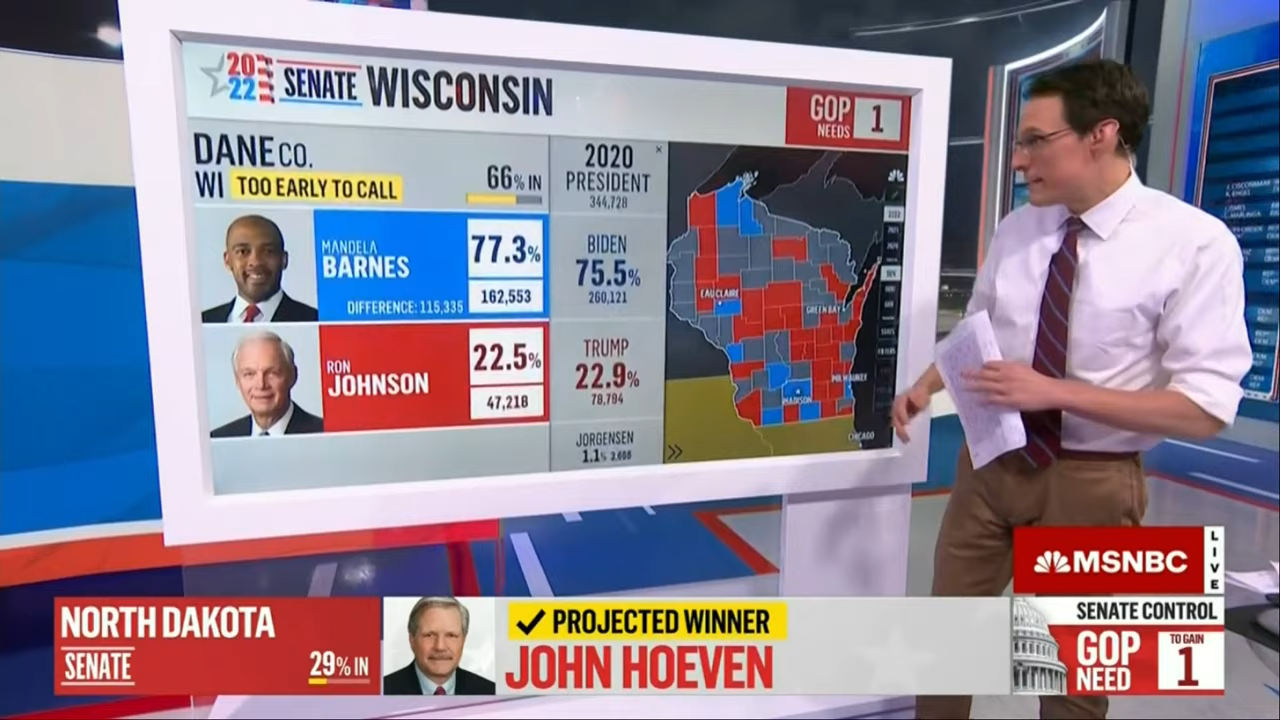 2022
SENATE WISCONSIN
GOP
NEEDS 1
DANE CO.
WI TOO EARLY TO CALL
66% IN
MANDELA
BARNES
DIFFERENCE: 115,335
77.3%
162,553
RON
JOHNSON
22.5%
47,218
2020
PRESIDENT
344,728
BIDEN
75.5%
260,121
TRUMP
22.9%
78,794
JORGENSEN
1.1% 3,608
EAU CLAIRE
GREEN BAY
MILWAUKEE
MADISON
CHICAGO
MSNBC
LIVE
NORTH DAKOTA
SENATE
29% IN
PROJECTED WINNER
JOHN HOEVEN
SENATE CONTROL
GOP
NEED
TO GAIN
1